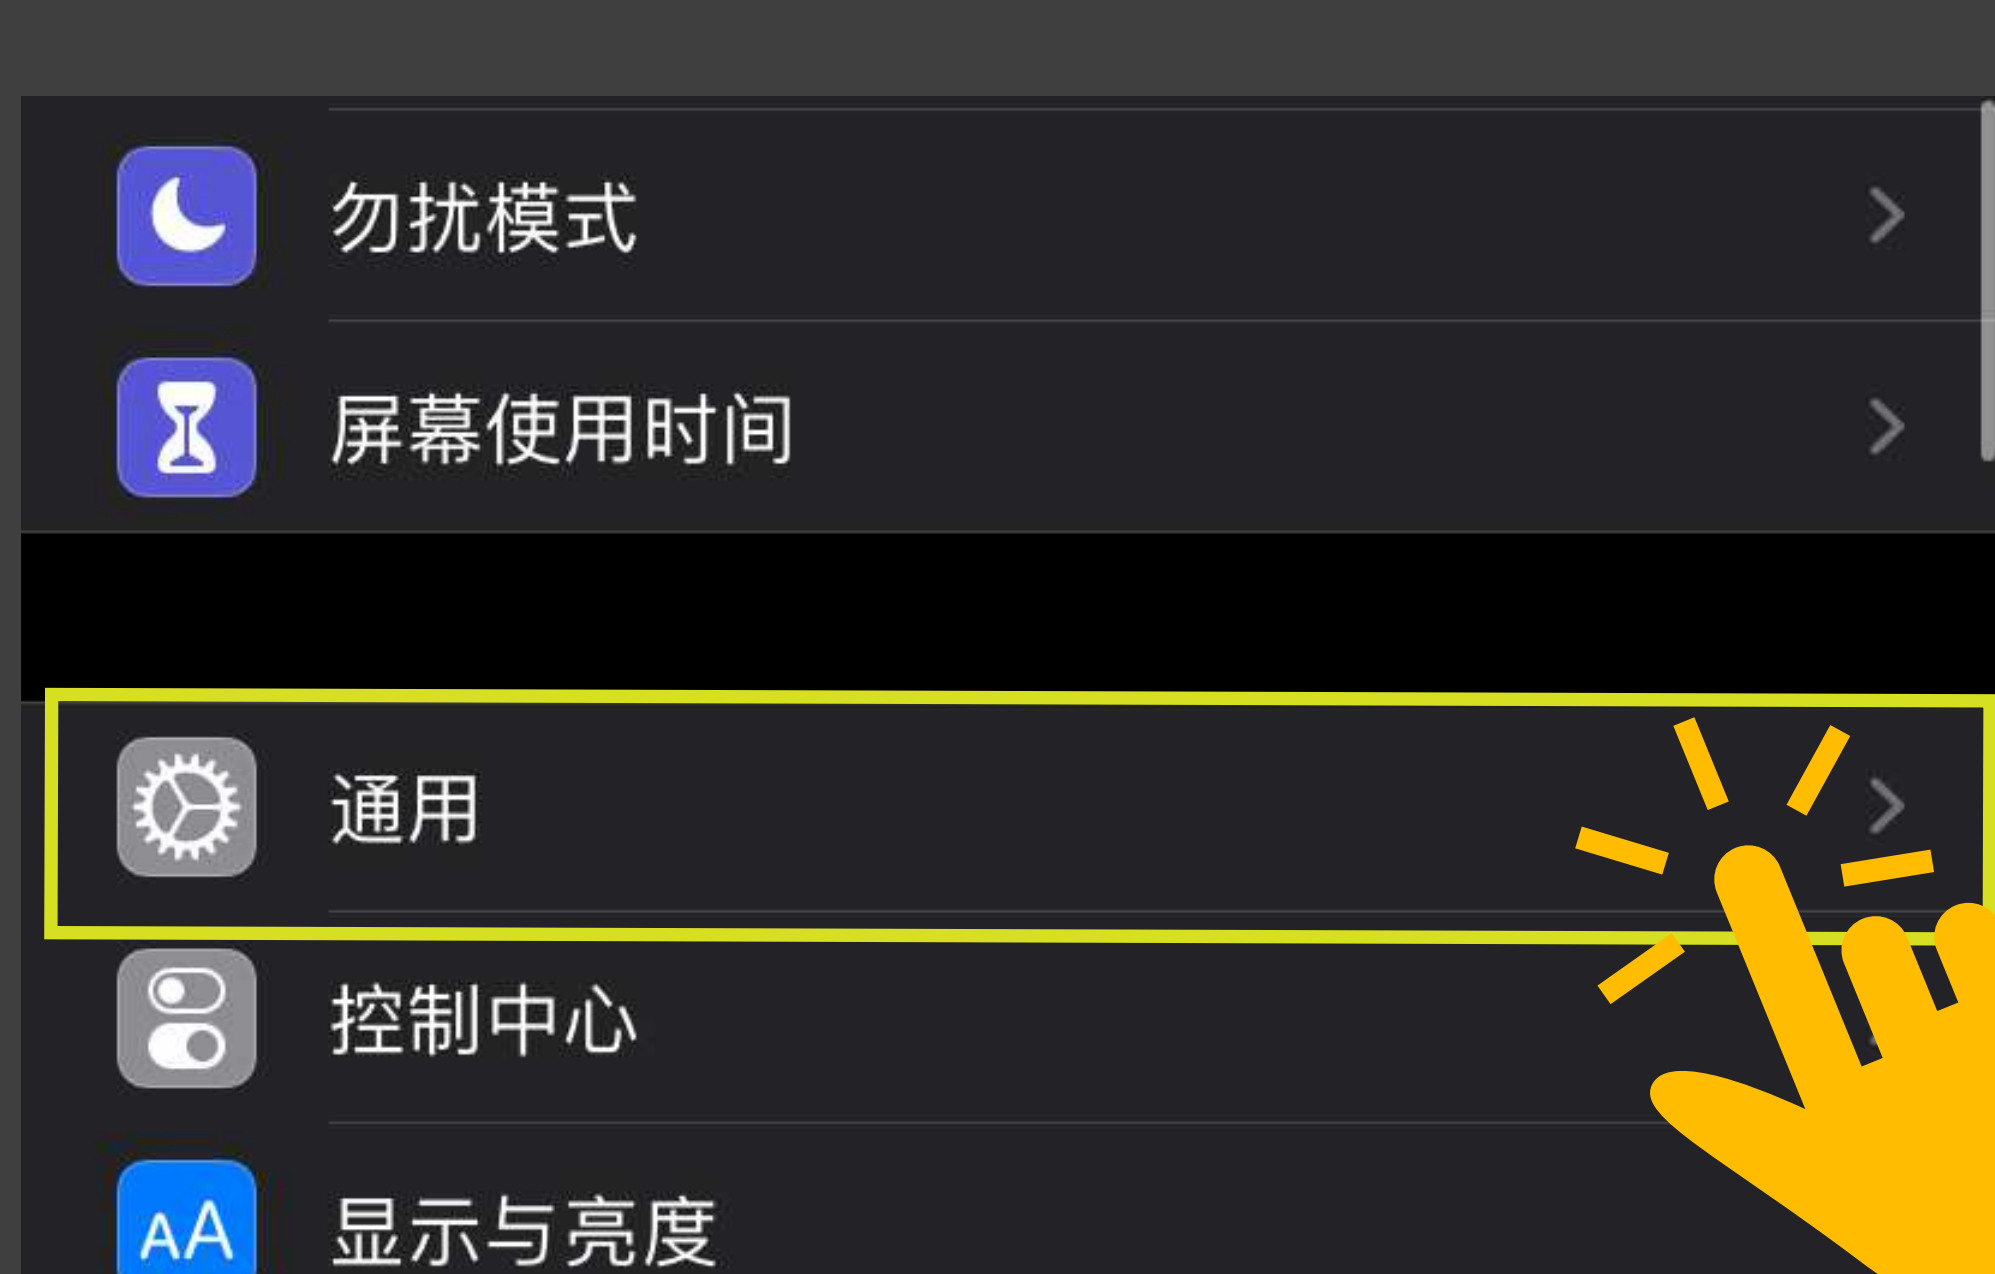 勿扰模式
屏幕使用时间
通用
控制中心
AA
显示与亮度